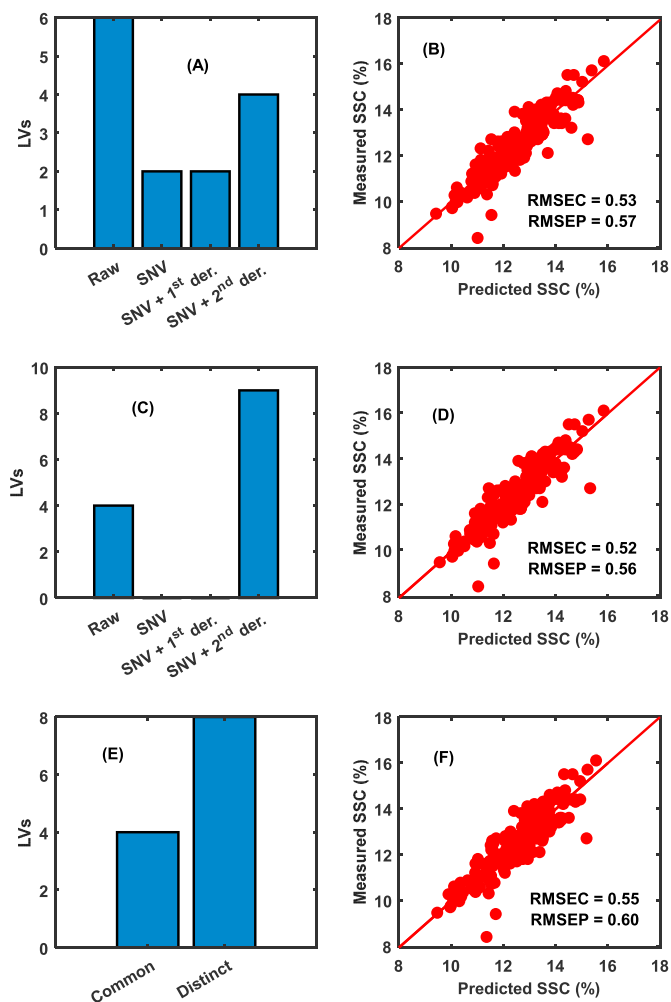 6
5
4
3
2
1
0
LVs
(A)
Raw
SNV
SNV + 1st der.
SNV + 2nd der.
18
16
14
12
10
8
Measured SSC (%)
(B)
RMSEC = 0.53
RMSEP = 0.57
8 10 12 14 16 18
Predicted SSC (%)
10
8
6
4
2
0
LVs
(C)
Raw
SNV
SNV + 1st der.
SNV + 2nd der.
18
16
14
12
10
8
Measured SSC (%)
(D)
RMSEC = 0.52
RMSEP = 0.56
8 10 12 14 16 18
Predicted SSC (%)
8
6
4
2
0
LVs
(E)
Common
Distinct
18
16
14
12
10
8
Measured SSC (%)
(F)
RMSEC = 0.55
RMSEP = 0.60
8 10 12 14 16 18
Predicted SSC (%)